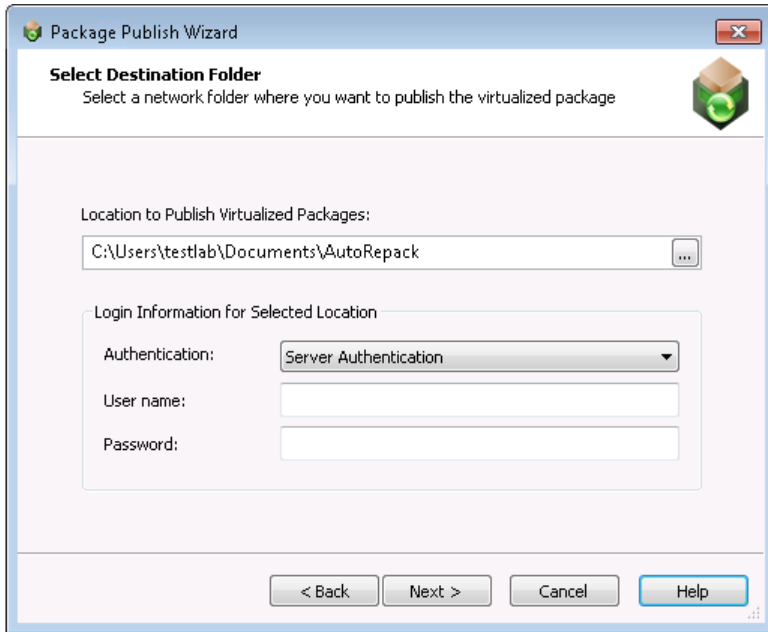 Package Publish Wizard
Select Destination Folder
Select a network folder where you want to publish the virtualized package
Location to Publish Virtualized Packages:
C:\Users\testlab\Documents\AutoRepack
...
Login Information for Selected Location
Authentication:
Server Authentication
User name:
Password:
< Back
Next >
Cancel
Help